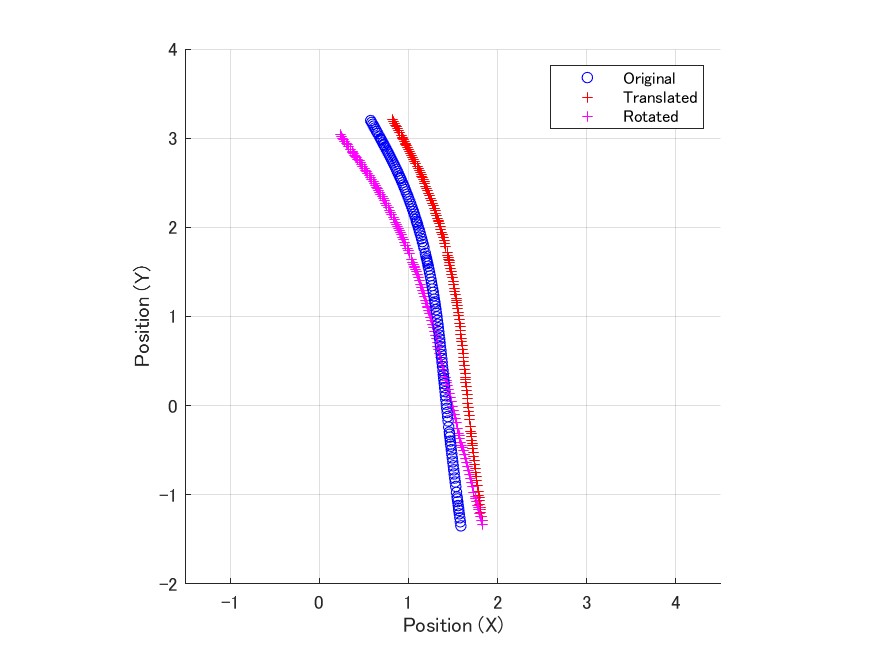 4
3
2
1
0
−1
−2
Position (Y)
Original
Translated
Rotated
−1
0
1
2
3
4
Position (X)